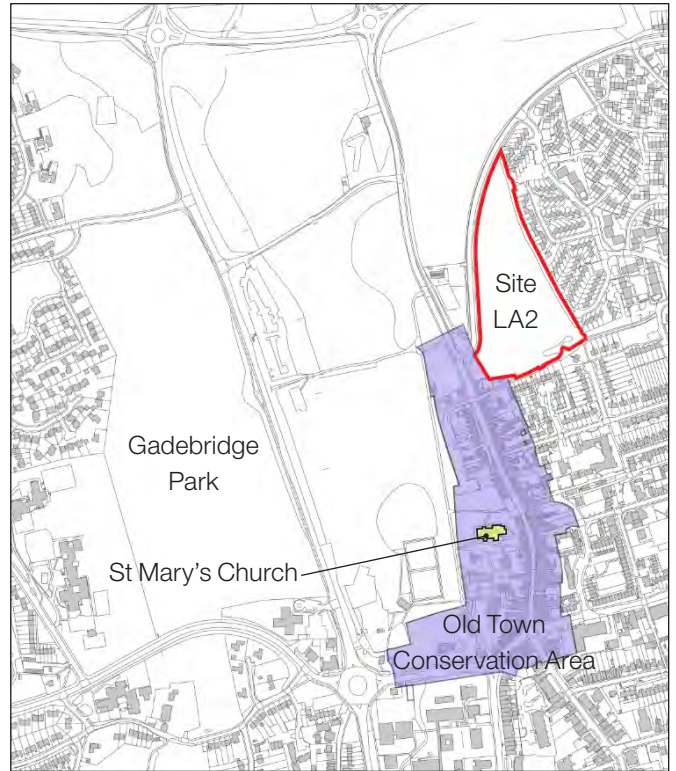 Site
LA2
Gadebridge
Park
St Mary's Church
Old Town
Conservation Area